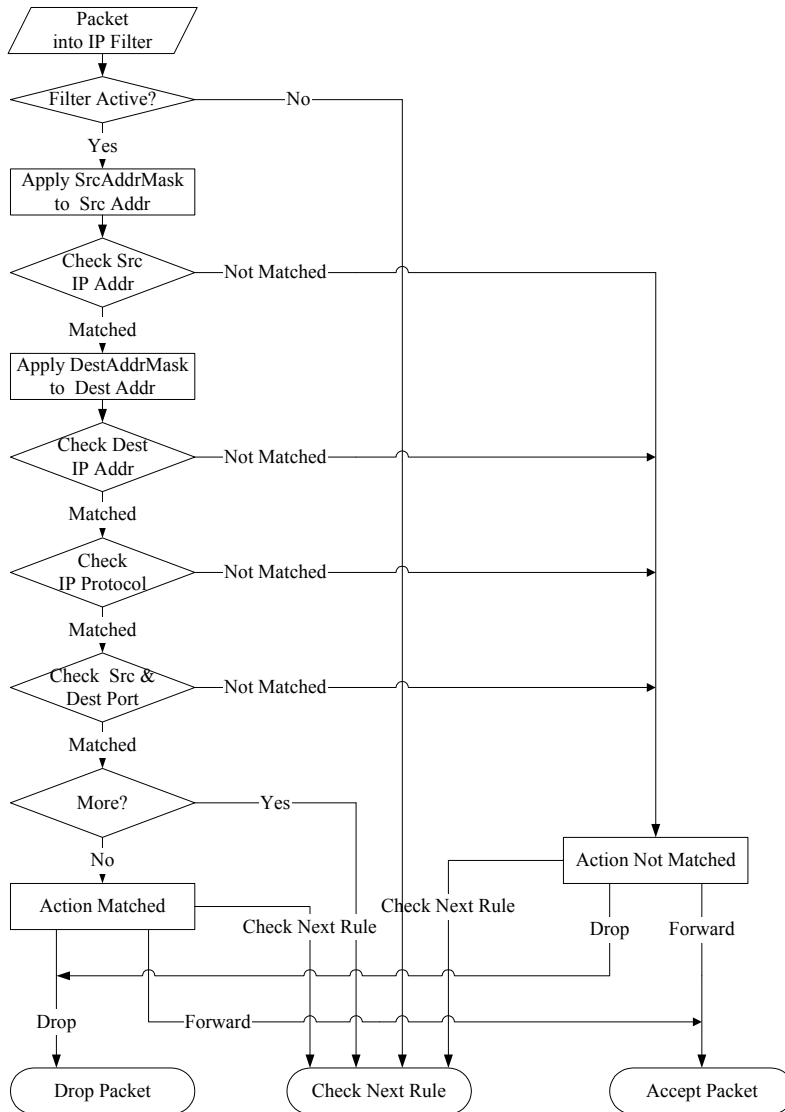 Packet
into IP Filter
Filter Active?
No
Yes
Apply SrcAddrMask
to Src Addr
Check Src
IP Addr
Not Matched
Matched
Apply DestAddrMask
to Dest Addr
Check Dest
IP Addr
Not Matched
Matched
Check
IP Protocol
Not Matched
Matched
Check Src &
Dest Port
Not Matched
Matched
More?
Yes
No
Action Not Matched
Action Matched
Check Next Rule
Check Next Rule
Drop
Forward
Drop
Forward
Drop Packet
Check Next Rule
Accept Packet